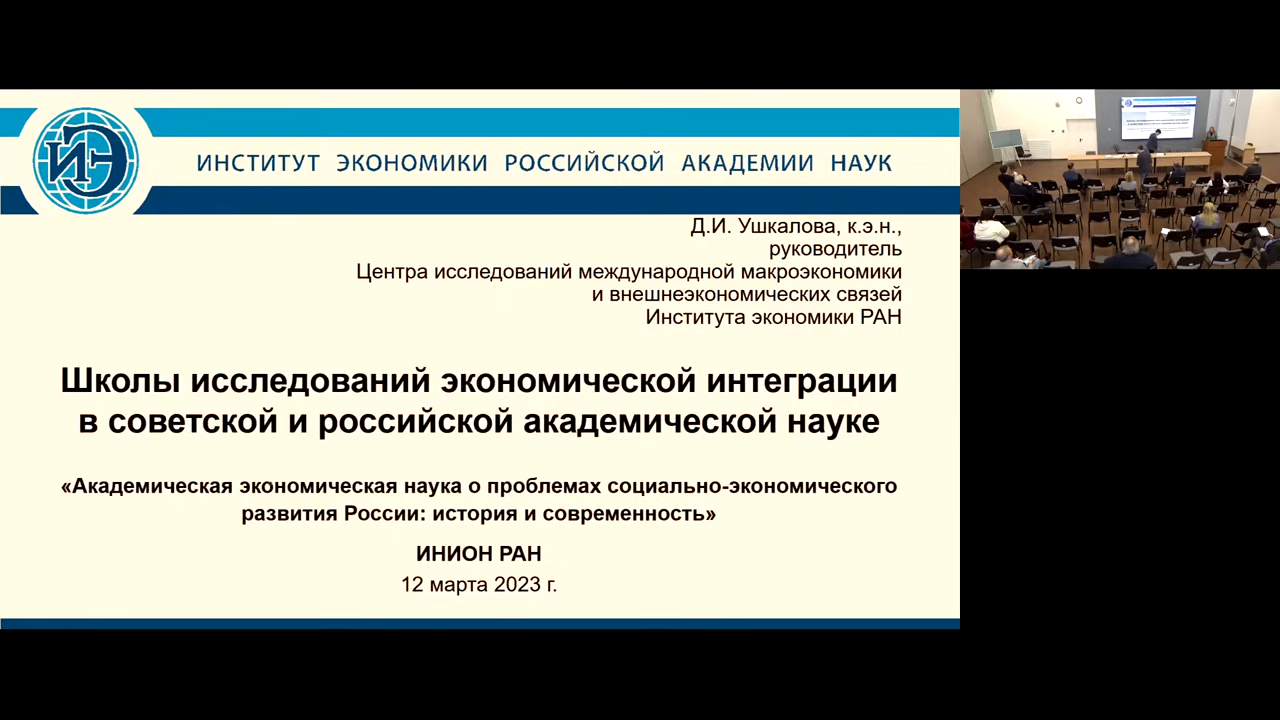 ИЭ
ИНСТИТУТ ЭКОНОМИКИ РОССИЙСКОЙ АКАДЕМИИ НАУК
Д.И. Ушкалова, к.э.н.,
руководитель
Центра исследований международной макроэкономики
и внешнеэкономических связей
Института экономики РАН
Школы исследований экономической интеграции
в советской и российской академической науке
«Академическая экономическая наука о проблемах социально-экономического
развития России: история и современность»
ИНИОН РАН
12 марта 2023 г.